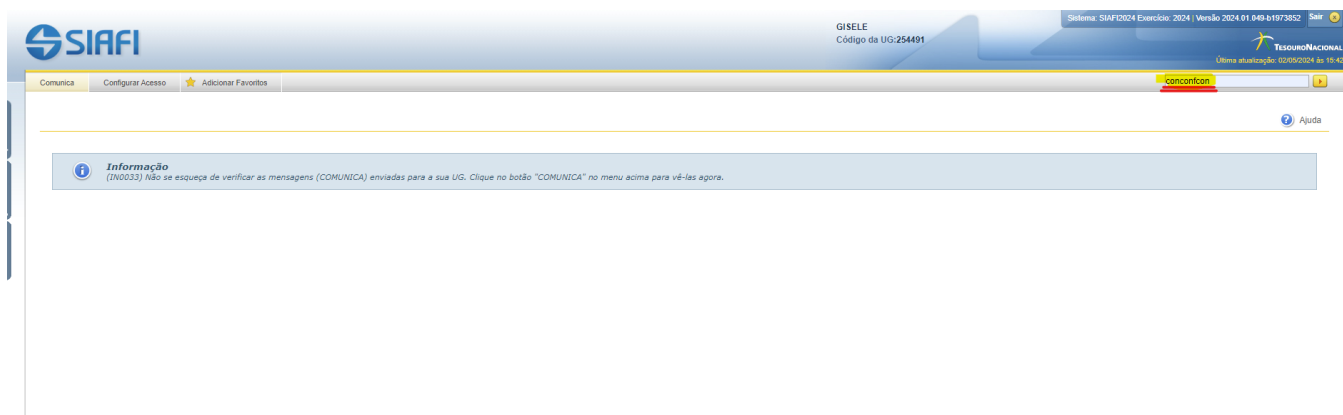 SIAFI
GISELE
Código da UG:254491
Sistema: SIAFI2024 Exercício: 2024 | Versão 2024.01.049-b1973852 Sair
TESOURONACIONAL
Última atualização: 02/05/2024 às 15:42
Comunica Configurar Acesso Adicionar Favoritos
conconfcon
Ajuda
Informação
(IN0033) Não se esqueça de verificar as mensagens (COMUNICA) enviadas para a sua UG. Clique no botão "COMUNICA" no menu acima para vê-las agora.